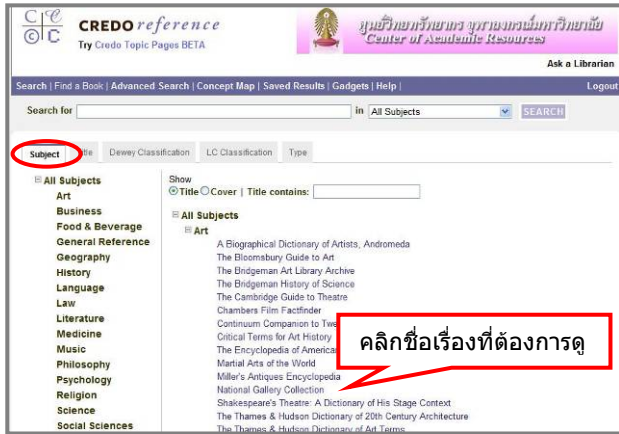 CREDO reference
Try Credo Topic Pages BETA
ศูนย์วิทยทรัพยากร จุฬาลงกรณ์มหาวิทยาลัย
Center of Academic Resources
Ask a Librarian
Search | Find a Book | Advanced Search | Concept Map | Saved Results | Gadgets | Help | Logout
Search for in All Subjects SEARCH
Subject Dewey Classification LC Classification Type
All Subjects
Art
Business
Food & Beverage
General Reference
Geography
History
Language
Law
Literature
Medicine
Music
Philosophy
Psychology
Religion
Science
Social Sciences
Show
Title Cover | Title contains:
All Subjects
Art
A Biographical Dictionary of Artists, Andromeda
The Bloomsbury Guide to Art
The Bridgeman Art Library Archive
The Bridgeman History of Science
The Cambridge Guide to Theatre
Chambers Film Factfinder
Continuum Companion to
Critical Terms for Art History
The Encyclopedia of American
Martial Arts of the World
Miller's Antiques Encyclopedia
National Gallery Collection
Shakespeare's Theatre: A Dictionary of His Stage Context
The Thames & Hudson Dictionary of 20th Century Architecture
The Thames & Hudson Dictionary of Art Terms
คลิกชื่อเรื่องที่ต้องการดู